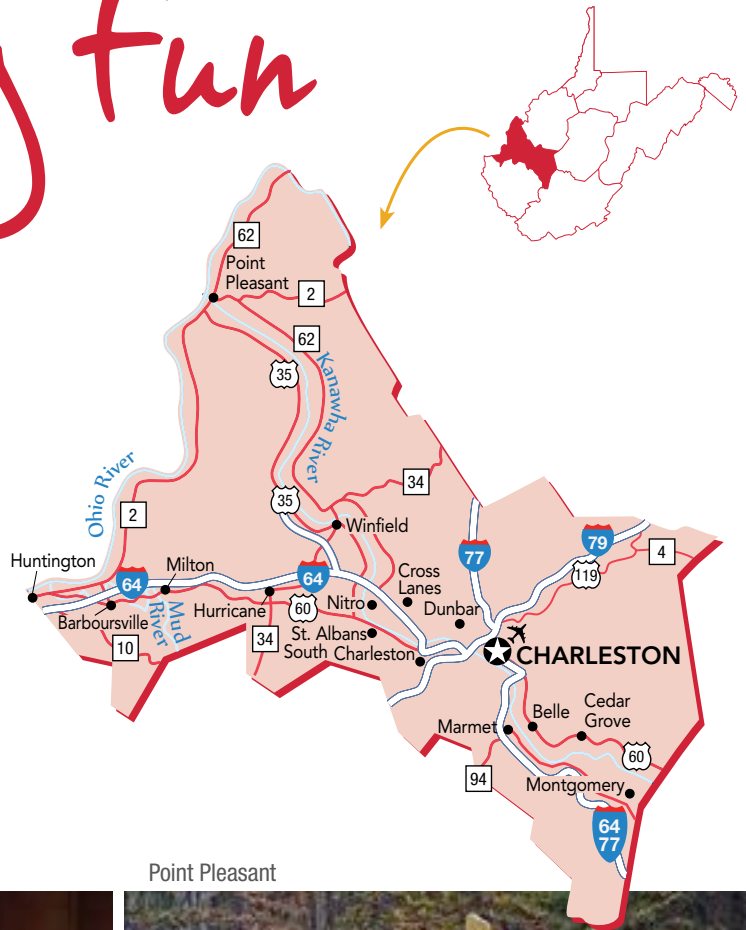 fun
62
Point
Pleasant
2
62
35
Kanawha River
Ohio River
34
35
2
Winfield
77
79
4
Huntington
64
Milton
64
119
Cross
Lanes
Barboursville
Mud
River
Hurricane
60
Nitro
Dunbar
10
34
St. Albans
South Charleston
CHARLESTON
Marmet
Belle
Cedar
Grove
60
94
Montgomery
64
77
Point Pleasant